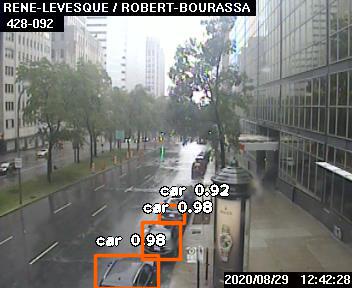 RENE-LEVESQUE / ROBERT-BOURASSA
428-092
car 0.92
car 0.98
car 0.98
2020/08/29 12:42:28